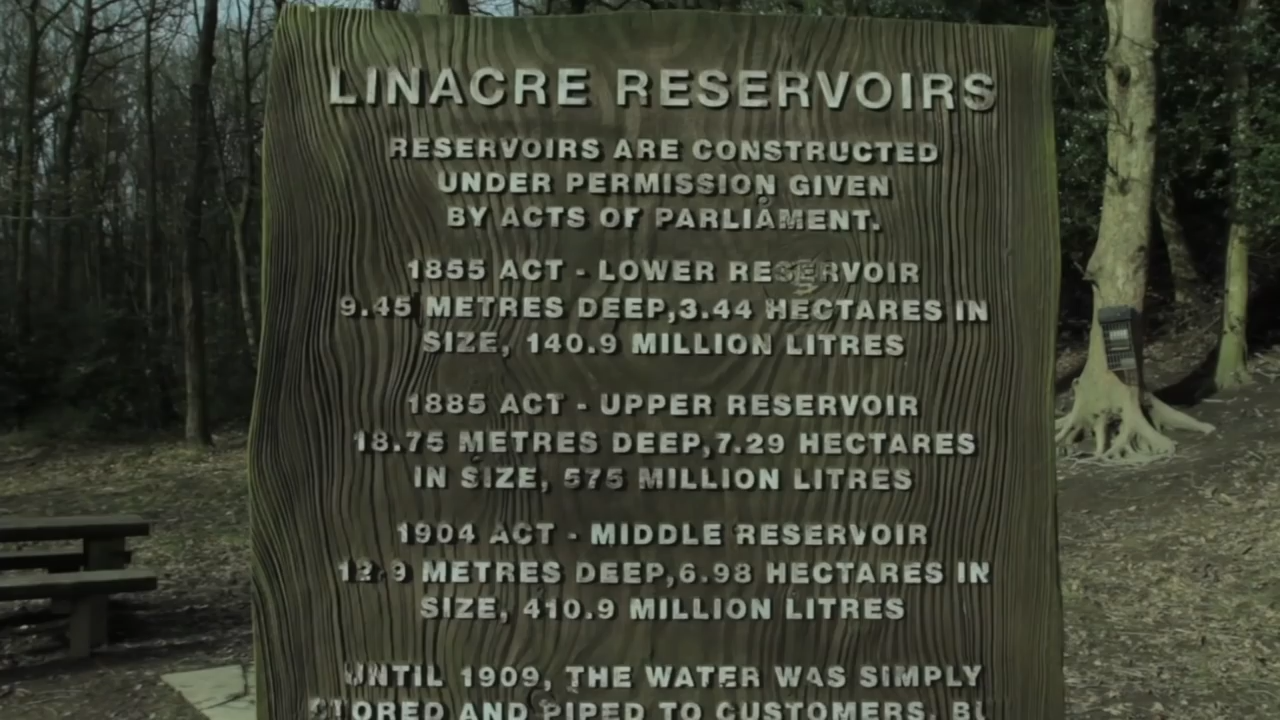 LINACRE RESERVOIRS
RESERVOIRS ARE CONSTRUCTED
UNDER PERMISSION GIVEN
BY ACTS OF PARLIAMENT.
1855 ACT - LOWER RESERVOIR
9.45 METRES DEEP,3.44 HECTARES IN
SIZE, 140.9 MILLION LITRES
1885 ACT - UPPER RESERVOIR
18.75 METRES DEEP,7.29 HECTARES
IN SIZE, 575 MILLION LITRES
1904 ACT - MIDDLE RESERVOIR
12.9 METRES DEEP,6.98 HECTARES IN
SIZE, 410.9 MILLION LITRES
UNTIL 1909, THE WATER WAS SIMPLY
STORED AND PIPED TO CUSTOMERS,